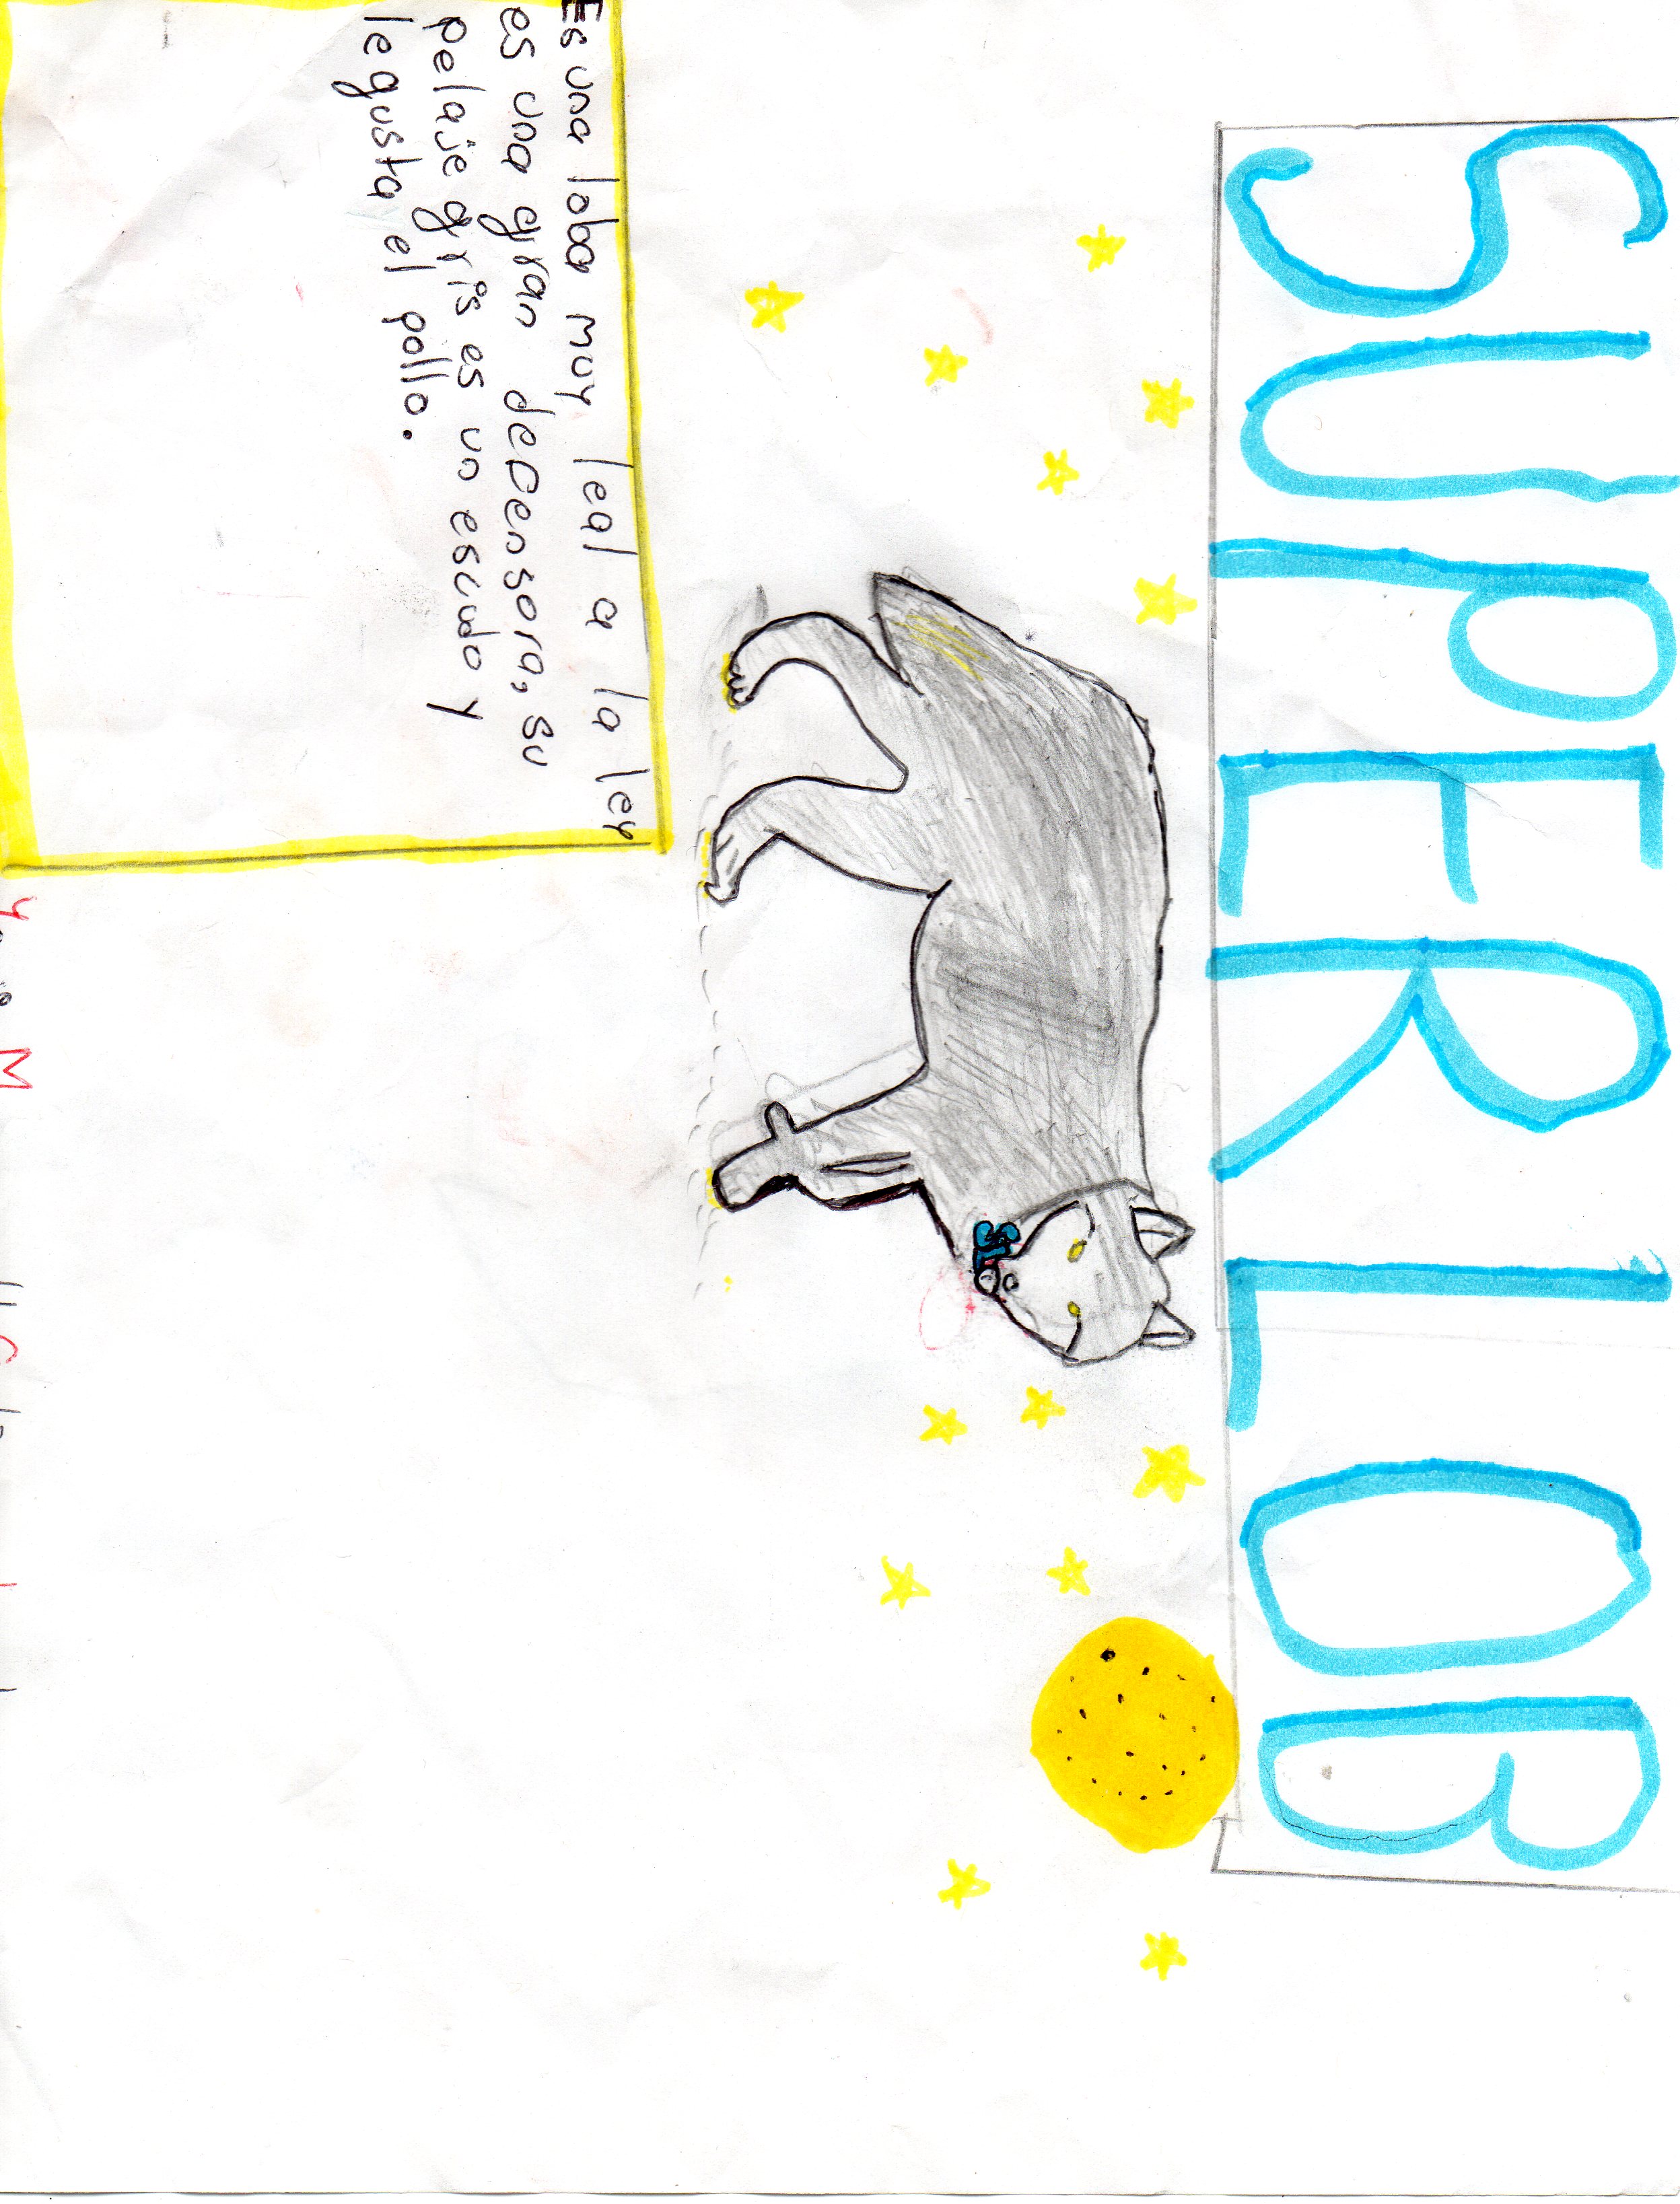 SUPERLOB
SL
Es una loba muy leal a la ley
es una gran defensora, su
pelaje gris es un escudo y
le gusta el pollo.